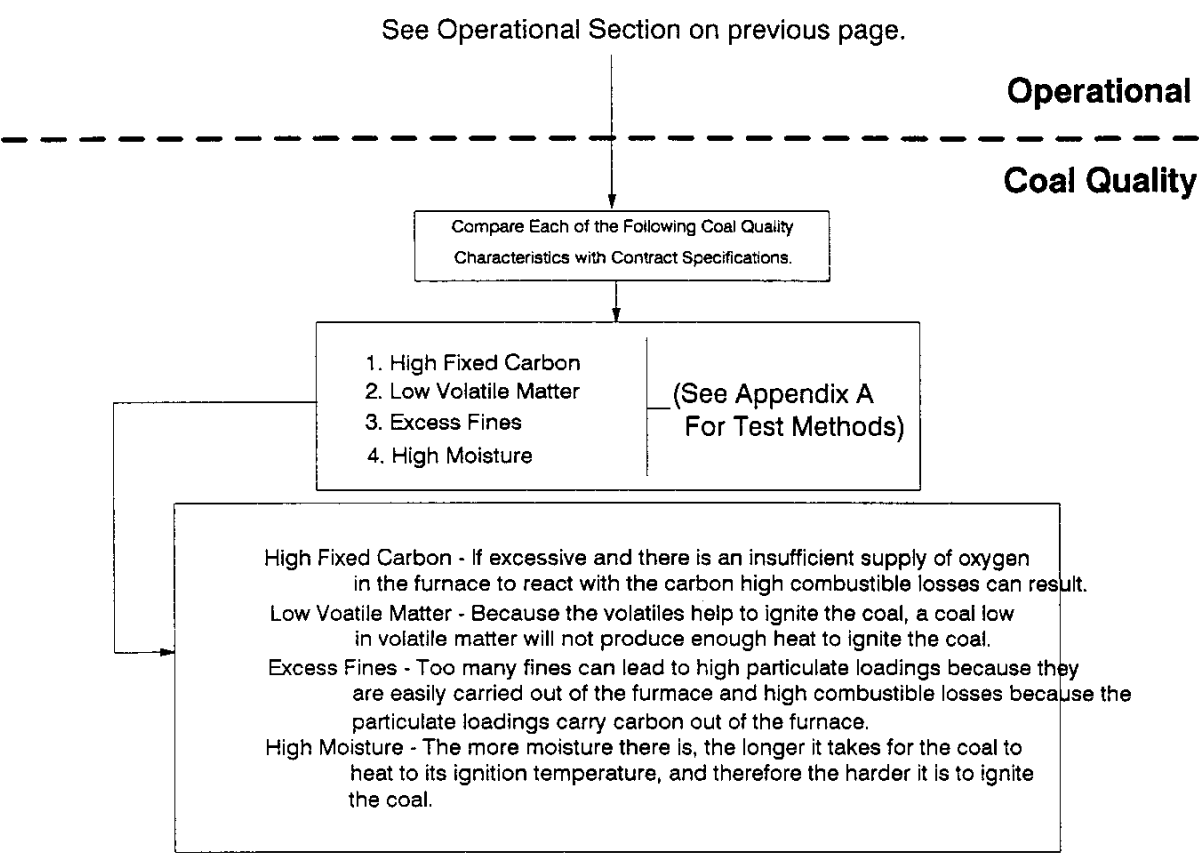 See Operational Section on previous page.
Operational
Coal Quality
Compare Each of the Following Coal Quality
Characteristics with Contract Specifications.
1. High Fixed Carbon
2. Low Volatile Matter
3. Excess Fines
4. High Moisture
(See Appendix A
For Test Methods)
High Fixed Carbon - If excessive and there is an insufficient supply of oxygen
in the furnace to react with the carbon high combustible losses can result.
Low Voatile Matter - Because the volatiles help to ignite the coal, a coal low
in volatile matter will not produce enough heat to ignite the coal.
Excess Fines - Too many fines can lead to high particulate loadings because they
are easily carried out of the furmace and high combustible losses because the
particulate loadings carry carbon out of the furnace.
High Moisture - The more moisture there is, the longer it takes for the coal to
heat to its ignition temperature, and therefore the harder it is to ignite
the coal.